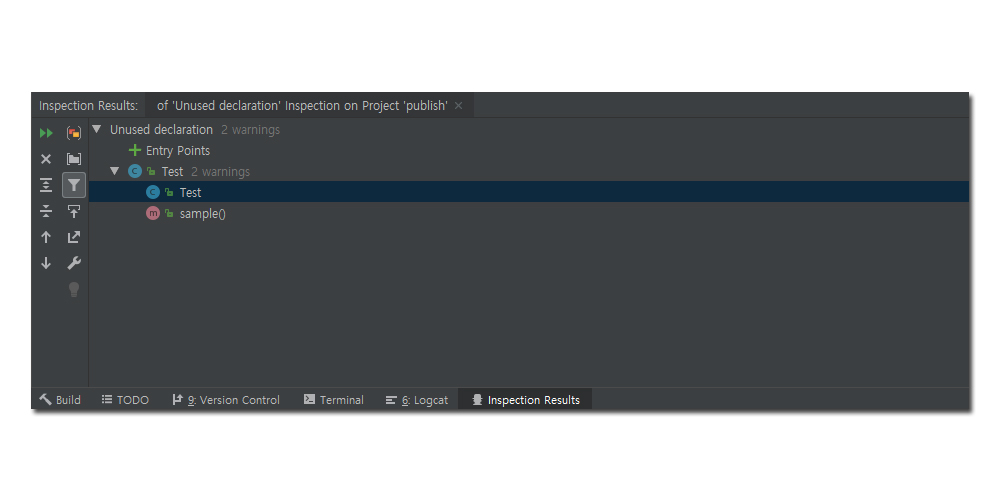 Inspection Results: of 'Unused declaration' Inspection on Project 'publish'
Unused declaration 2 warnings
Entry Points
C Test 2 warnings
C Test
m sample()
Build TODO 9: Version Control Terminal 6: Logcat Inspection Results